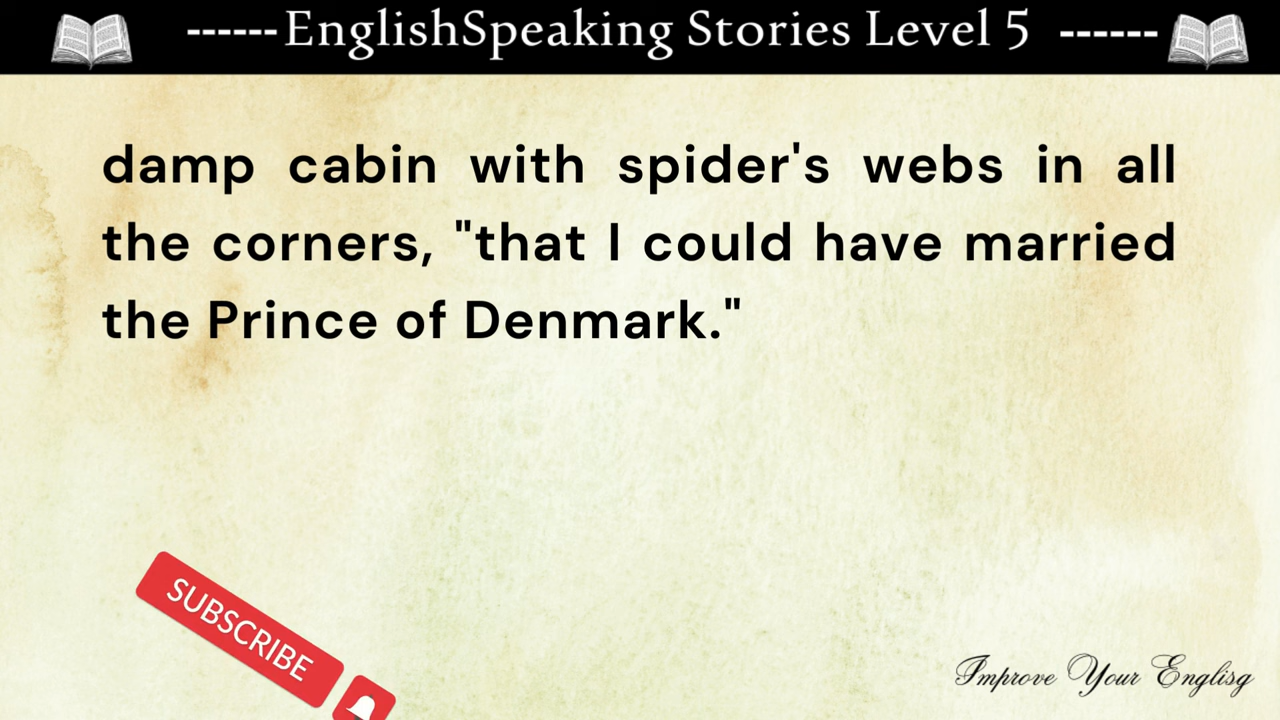 ------EnglishSpeaking Stories Level 5 ------
damp cabin with spider's webs in all
the corners, "that I could have married
the Prince of Denmark."
SUBSCRIBE
Improve Your Englisg